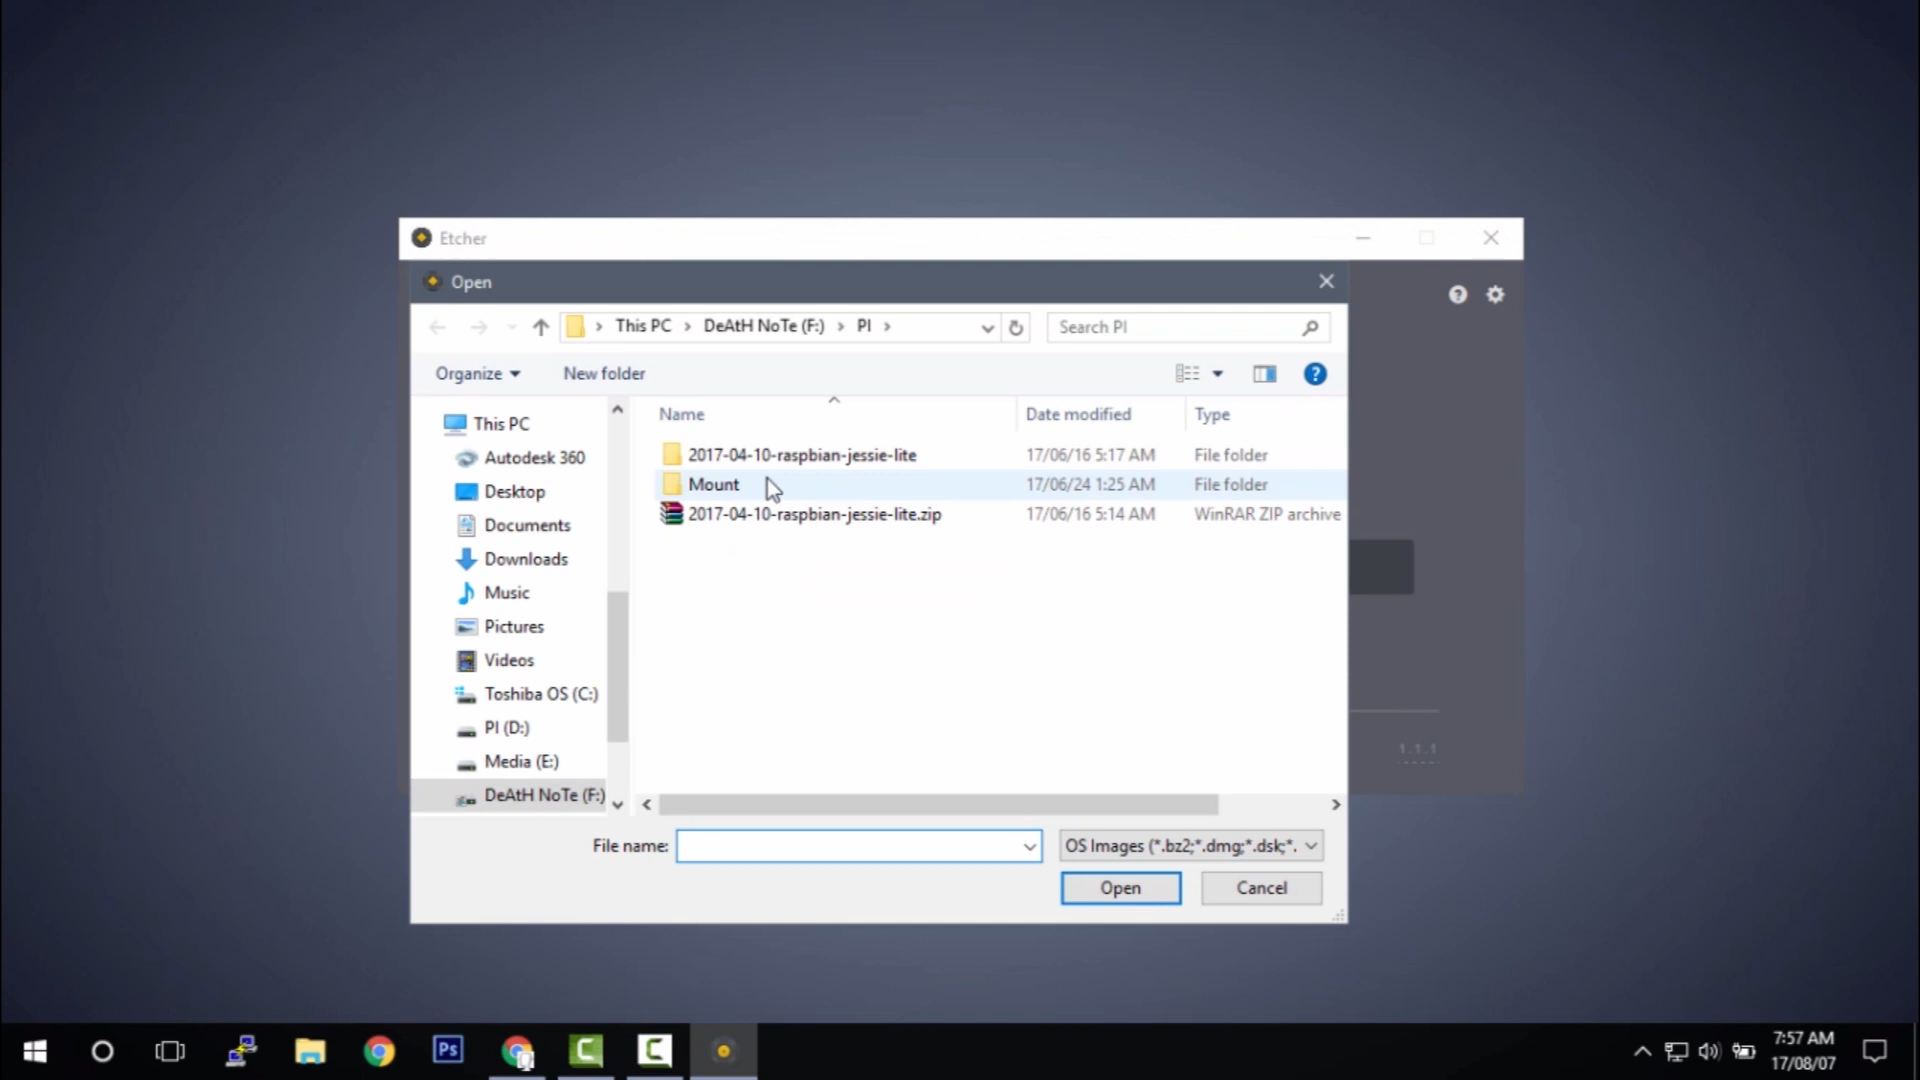 Etcher
Open
This PC > DeAtH NoTe (F:) > PI >
Search PI
Organize
New folder
Name
Date modified
Type
This PC
Autodesk 360
Desktop
Documents
Downloads
Music
Pictures
Videos
Toshiba OS (C:)
PI (D:)
Media (E:)
DeAtH NoTe (F:)
2017-04-10-raspbian-jessie-lite 17/06/16 5:17 AM File folder
Mount 17/06/24 1:25 AM File folder
2017-04-10-raspbian-jessie-lite.zip 17/06/16 5:14 AM WinRAR ZIP archive
1.1.1
File name:
OS Images (*.bz2;*.dmg;*.dsk;*.
Open
Cancel
Ps
7:57 AM
17/08/07